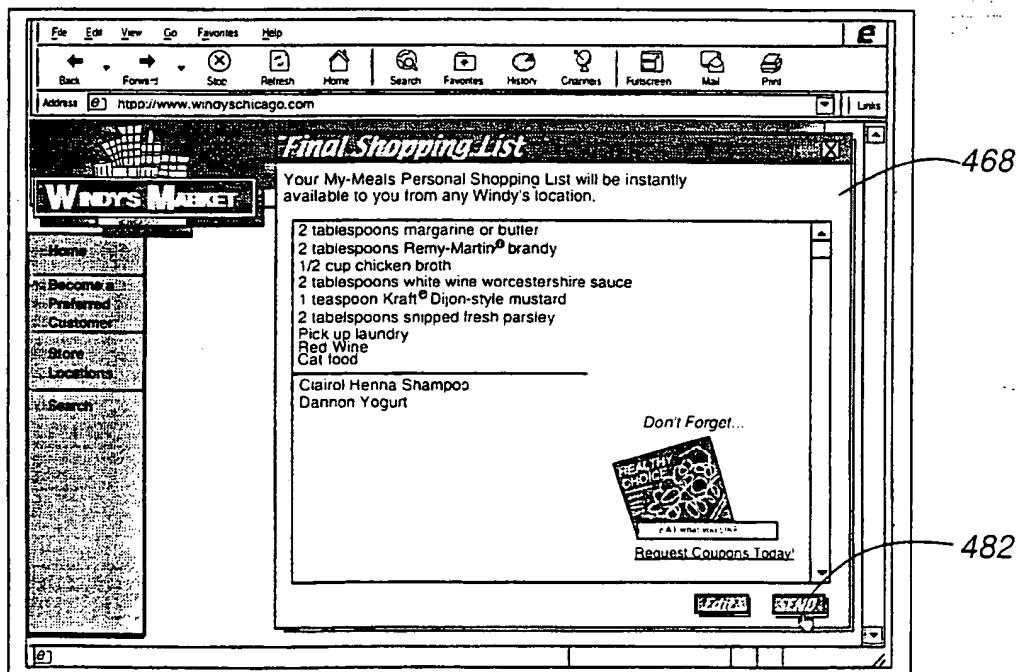 File Edit View Go Favorites Help
Back Forward Stop Refresh Home Search Favorites History Channels Fullscreen Mail Print
Address htpp://www.windyschicago.com Links
Final Shopping List
468
Your My-Meals Personal Shopping List will be instantly
available to you from any Windy's location.
WINDY'S MARKET
Home
Become a
Preferred
Customer
Store
Locations
Search
2 tablespoons margarine or butter
2 tablespoons Remy-Martin® brandy
1/2 cup chicken broth
2 tablespoons white wine worcestershire sauce
1 teaspoon Kraft® Dijon-style mustard
2 tabelspoons snipped fresh parsley
Pick up laundry
Red Wine
Cat food
Clairol Henna Shampoo
Dannon Yogurt
Don't Forget...
HEALTHY
CHOICE
Request Coupons Today!
482
Edit SEND